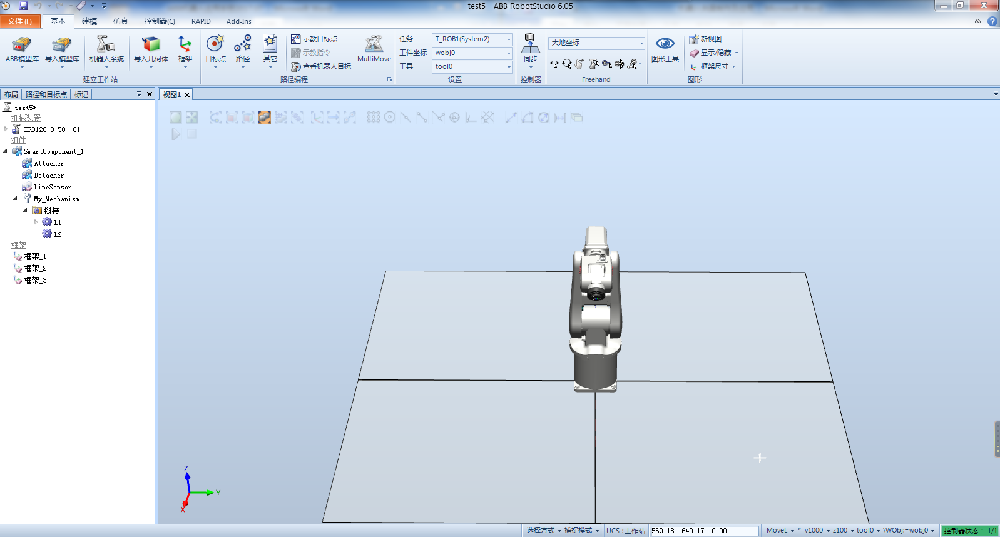 test5 - ABB RobotStudio 6.05
文件(F) 基本 建模 仿真 控制器(C) RAPID Add-Ins
ABB模型库 导入模型库 机器人系统 导入几何体 框架
建立工作站
目标点 路径 其它
示教目标点
示教指令
查看机器人目标
MultiMove
路径编程
任务 T_ROB1(System2)
工件坐标 wobj0
工具 tool0
设置
同步
控制器
大地坐标
Freehand
图形工具
新视图
显示/隐藏
框架尺寸
图形
布局 路径和目标点 标记
视图1
test5*
机械装置
IRB120_3_58__01
组件
SmartComponent_1
Attacher
Detacher
LineSensor
My_Mechanism
链接
L1
L2
框架
框架_1
框架_2
框架_3
Z
Y
X
选择方式 捕捉模式 UCS :工作站 569.18 640.17 0.00 MoveL * v1000 z100 tool0 \WObj:=wobj0 控制器状态： 1/1